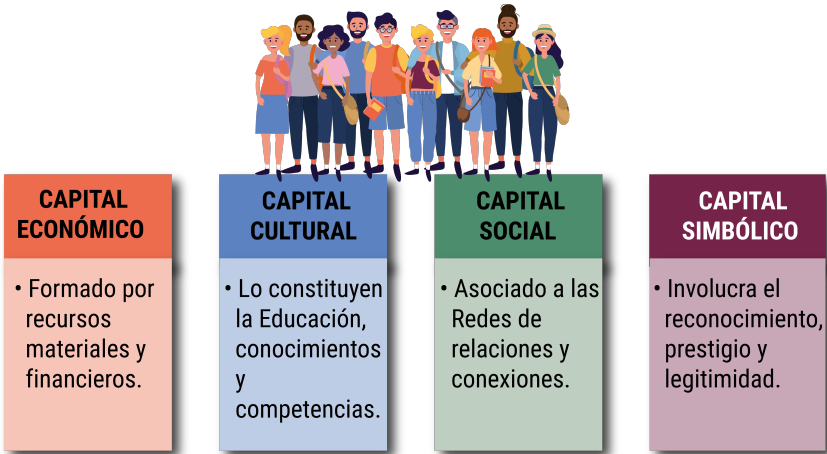 CAPITAL
ECONÓMICO
• Formado por
recursos
materiales y
financieros.
CAPITAL
CULTURAL
• Lo constituyen
la Educación,
conocimientos
y
competencias.
CAPITAL
SOCIAL
• Asociado a las
Redes de
relaciones y
conexiones.
CAPITAL
SIMBÓLICO
• Involucra el
reconocimiento,
prestigio y
legitimidad.